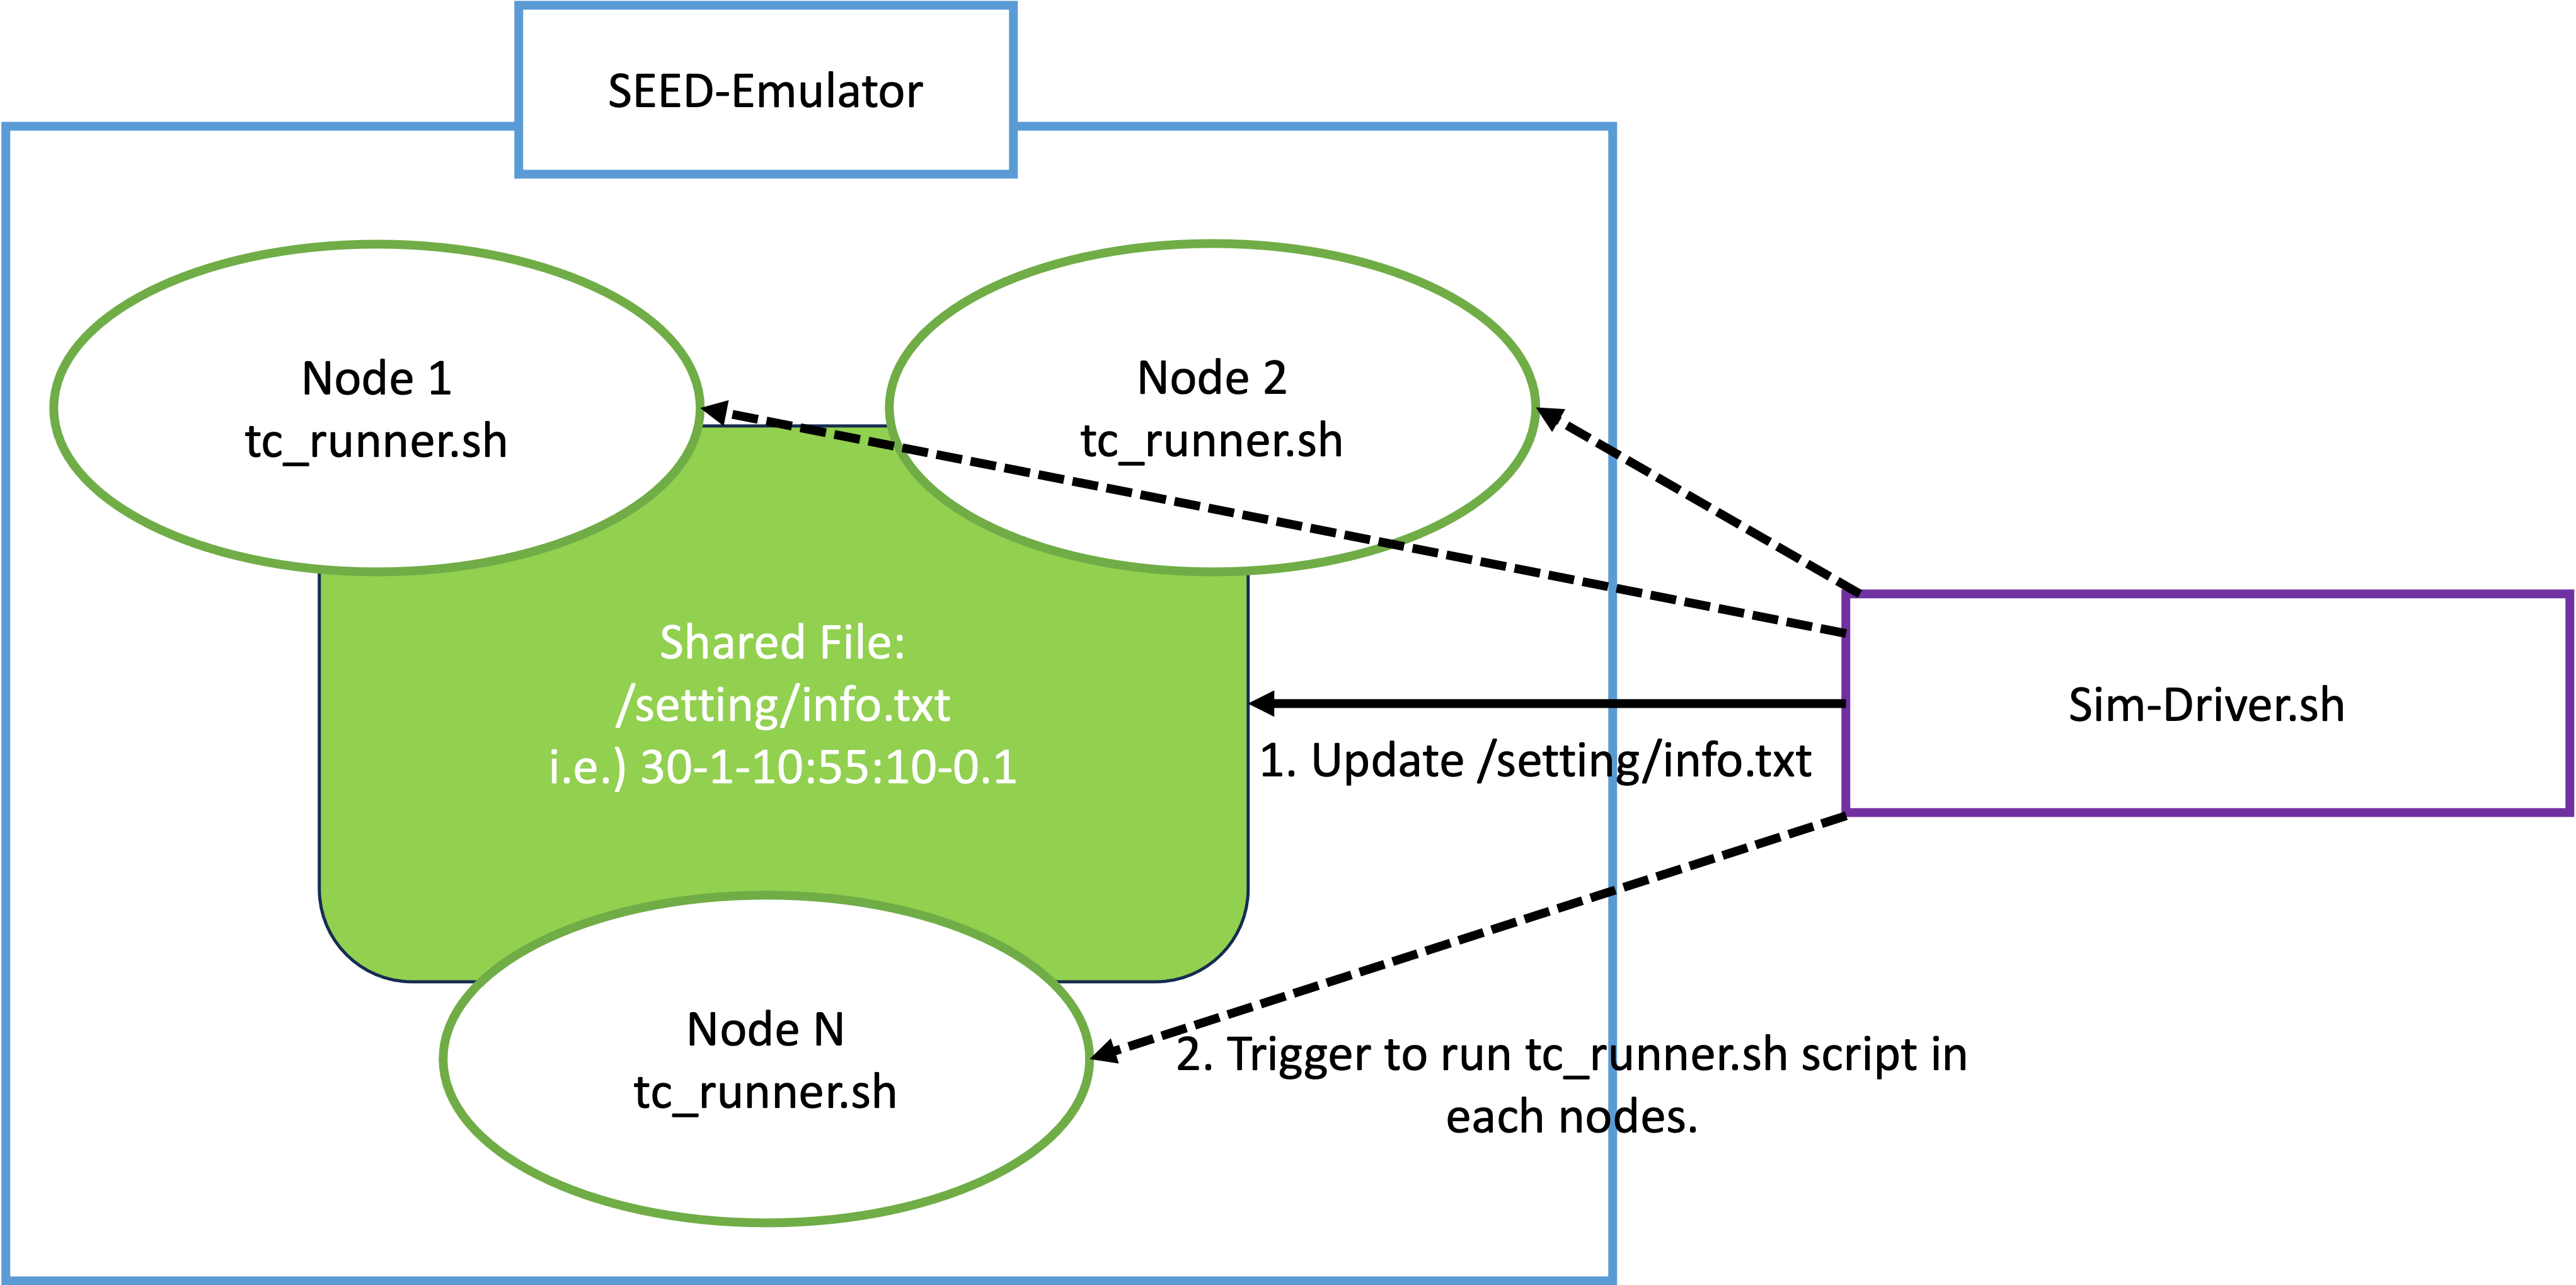 SEED-Emulator
Node 1
tc_runner.sh
Node 2
tc_runner.sh
Shared File:
/setting/info.txt
i.e.) 30-1-10:55:10-0.1
1. Update /setting/info.txt
Sim-Driver.sh
Node N
tc_runner.sh
2. Trigger to run tc_runner.sh script in
each nodes.